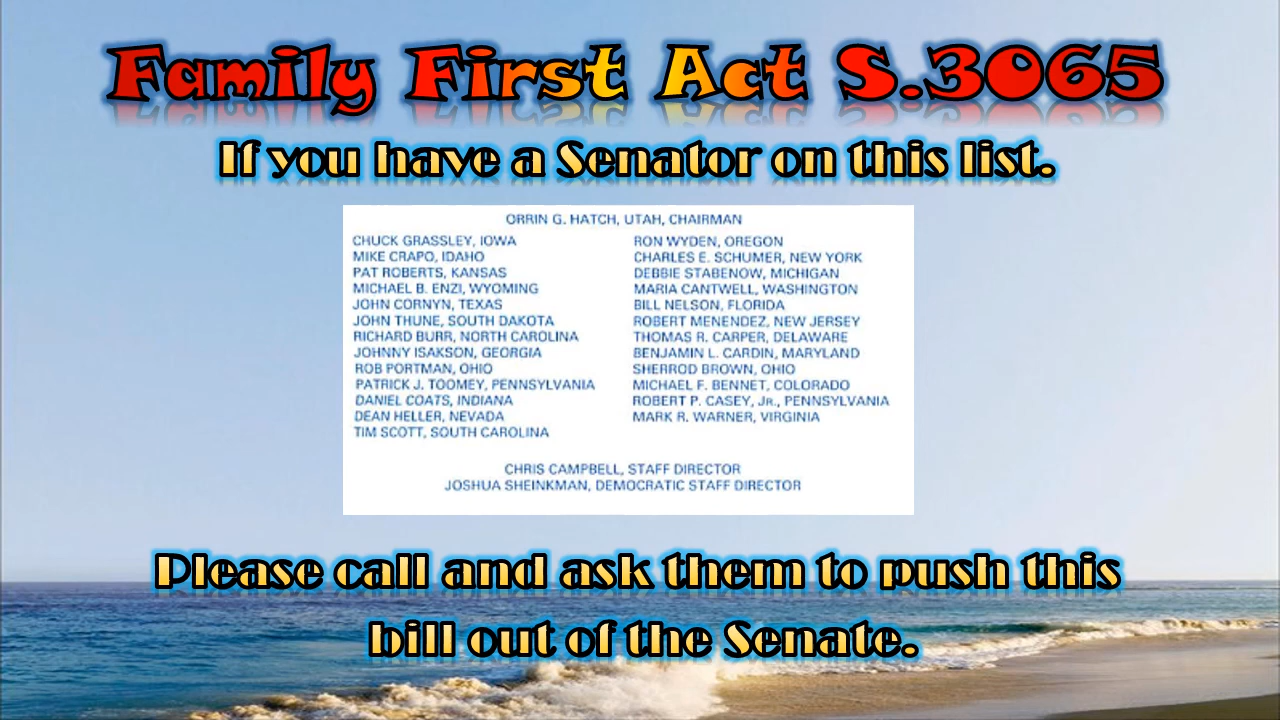 Family First Act S.3065
If you have a Senator on this list.
ORRIN G. HATCH, UTAH, CHAIRMAN
CHUCK GRASSLEY, IOWA
MIKE CRAPO, IDAHO
PAT ROBERTS, KANSAS
MICHAEL B. ENZI, WYOMING
JOHN CORNYN, TEXAS
JOHN THUNE, SOUTH DAKOTA
RICHARD BURR, NORTH CAROLINA
JOHNNY ISAKSON, GEORGIA
ROB PORTMAN, OHIO
PATRICK J. TOOMEY, PENNSYLVANIA
DANIEL COATS, INDIANA
DEAN HELLER, NEVADA
TIM SCOTT, SOUTH CAROLINA
RON WYDEN, OREGON
CHARLES E. SCHUMER, NEW YORK
DEBBIE STABENOW, MICHIGAN
MARIA CANTWELL, WASHINGTON
BILL NELSON, FLORIDA
ROBERT MENENDEZ, NEW JERSEY
THOMAS R. CARPER, DELAWARE
BENJAMIN L. CARDIN, MARYLAND
SHERROD BROWN, OHIO
MICHAEL F. BENNET, COLORADO
ROBERT P. CASEY, JR., PENNSYLVANIA
MARK R. WARNER, VIRGINIA
CHRIS CAMPBELL, STAFF DIRECTOR
JOSHUA SHEINKMAN, DEMOCRATIC STAFF DIRECTOR
Please call and ask them to push this
bill out of the Senate.